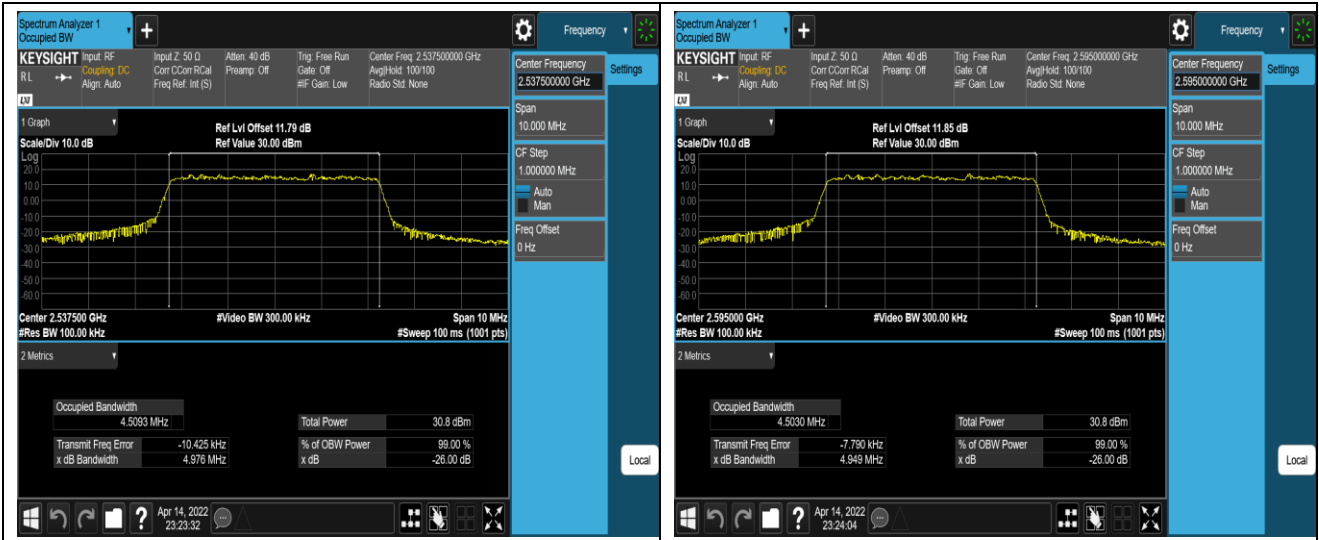 Spectrum Analyzer 1
Occupied BW
Frequency
KEYSIGHT
Input: RF
Coupling: DC
Align: Auto
Input Z: 50 Ω
Corr CCorr RCal
Freq Ref: Int (S)
Atten: 40 dB
Preamp: Off
Trig: Free Run
Gate: Off
#IF Gain: Low
Center Freq: 2.537500000 GHz
Avg|Hold: 100/100
Radio Std: None
RL
LXI
Center Frequency
2.537500000 GHz
Settings
Span
10.000 MHz
CF Step
1.000000 MHz
Auto
Man
Freq Offset
0 Hz
1 Graph
Ref Lvl Offset 11.79 dB
Scale/Div 10.0 dB
Ref Value 30.00 dBm
Log
20.0
10.0
0.00
-10.0
-20.0
-30.0
-40.0
-50.0
-60.0
Center 2.537500 GHz
#Video BW 300.00 kHz
Span 10 MHz
#Res BW 100.00 kHz
#Sweep 100 ms (1001 pts)
2 Metrics
Occupied Bandwidth
4.5093 MHz
Total Power 30.8 dBm
Transmit Freq Error -10.425 kHz
% of OBW Power 99.00 %
x dB Bandwidth 4.976 MHz
x dB -26.00 dB
Local
?
Apr 14, 2022
23:23:32
Spectrum Analyzer 1
Occupied BW
Frequency
KEYSIGHT
Input: RF
Coupling: DC
Align: Auto
Input Z: 50 Ω
Corr CCorr RCal
Freq Ref: Int (S)
Atten: 40 dB
Preamp: Off
Trig: Free Run
Gate: Off
#IF Gain: Low
Center Freq: 2.595000000 GHz
Avg|Hold: 100/100
Radio Std: None
RL
LXI
Center Frequency
2.595000000 GHz
Settings
Span
10.000 MHz
CF Step
1.000000 MHz
Auto
Man
Freq Offset
0 Hz
1 Graph
Ref Lvl Offset 11.85 dB
Scale/Div 10.0 dB
Ref Value 30.00 dBm
Log
20.0
10.0
0.00
-10.0
-20.0
-30.0
-40.0
-50.0
-60.0
Center 2.595000 GHz
#Video BW 300.00 kHz
Span 10 MHz
#Res BW 100.00 kHz
#Sweep 100 ms (1001 pts)
2 Metrics
Occupied Bandwidth
4.5030 MHz
Total Power 30.8 dBm
Transmit Freq Error -7.790 kHz
% of OBW Power 99.00 %
x dB Bandwidth 4.949 MHz
x dB -26.00 dB
Local
?
Apr 14, 2022
23:24:04